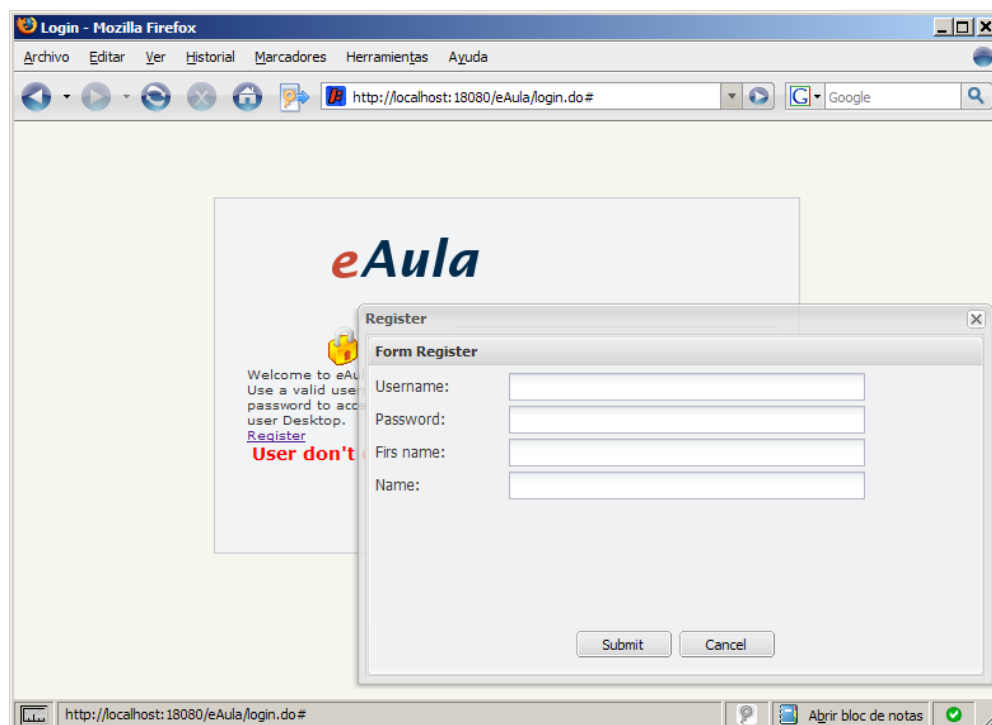 Login - Mozilla Firefox
Archivo Editar Ver Historial Marcadores Herramientas Ayuda
http://localhost:18080/eAula/login.do#
G Google
eAula
Register
Form Register
Welcome to eAu
Use a valid use
password to acc
user Desktop.
Register
User don't
Username:
Password:
Firs name:
Name:
Submit Cancel
http://localhost:18080/eAula/login.do# Abrir bloc de notas